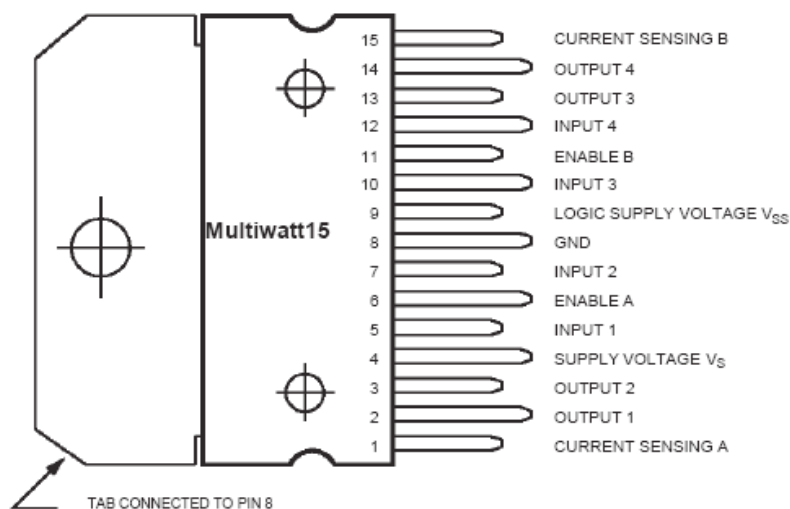 15 CURRENT SENSING B
14 OUTPUT 4
13 OUTPUT 3
12 INPUT 4
11 ENABLE B
10 INPUT 3
9 LOGIC SUPPLY VOLTAGE VSS
Multiwatt15
8 GND
7 INPUT 2
6 ENABLE A
5 INPUT 1
4 SUPPLY VOLTAGE VS
3 OUTPUT 2
2 OUTPUT 1
1 CURRENT SENSING A
TAB CONNECTED TO PIN 8